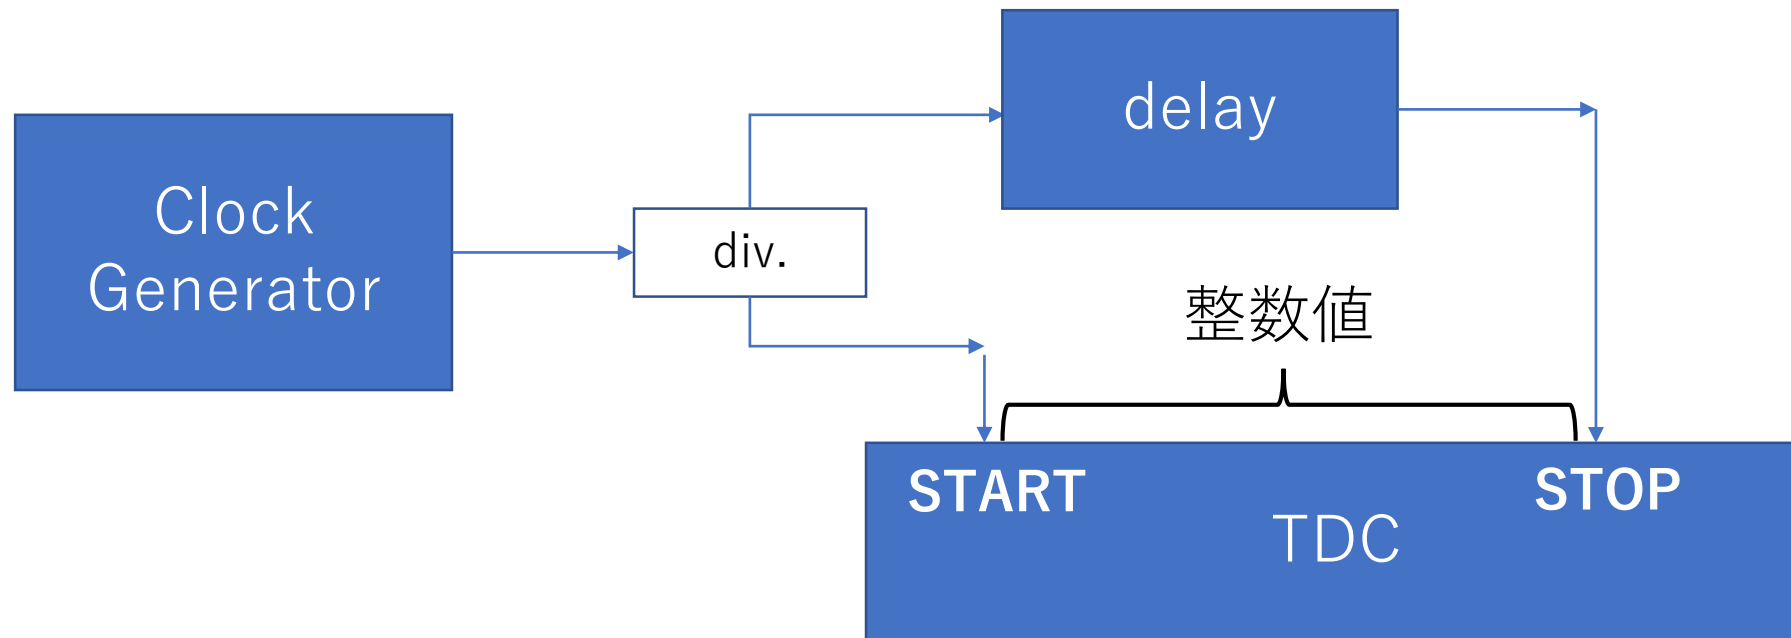 delay
Clock
Generator
div.
整数値
START
STOP
TDC